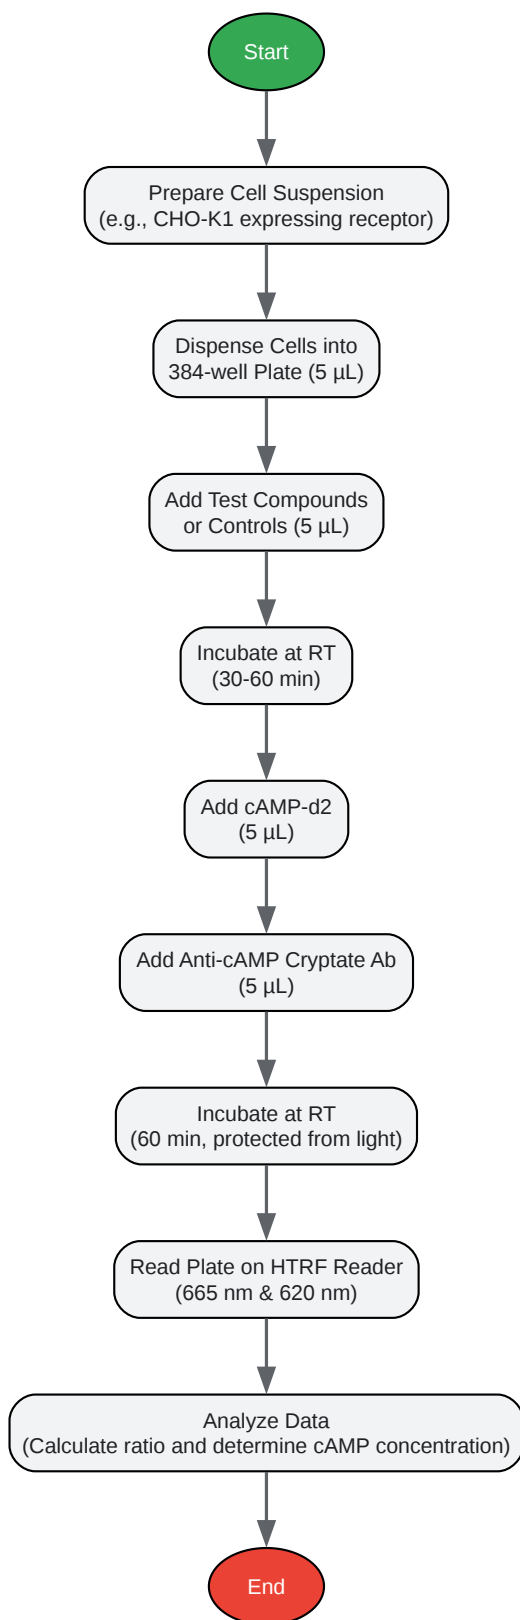 Start
Prepare Cell Suspension
(e.g., CHO-K1 expressing receptor)
Dispense Cells into
384-well Plate (5 µL)
Add Test Compounds
or Controls (5 µL)
Incubate at RT
(30-60 min)
Add cAMP-d2
(5 µL)
Add Anti-cAMP Cryptate Ab
(5 µL)
Incubate at RT
(60 min, protected from light)
Read Plate on HTRF Reader
(665 nm & 620 nm)
Analyze Data
(Calculate ratio and determine cAMP concentration)
End